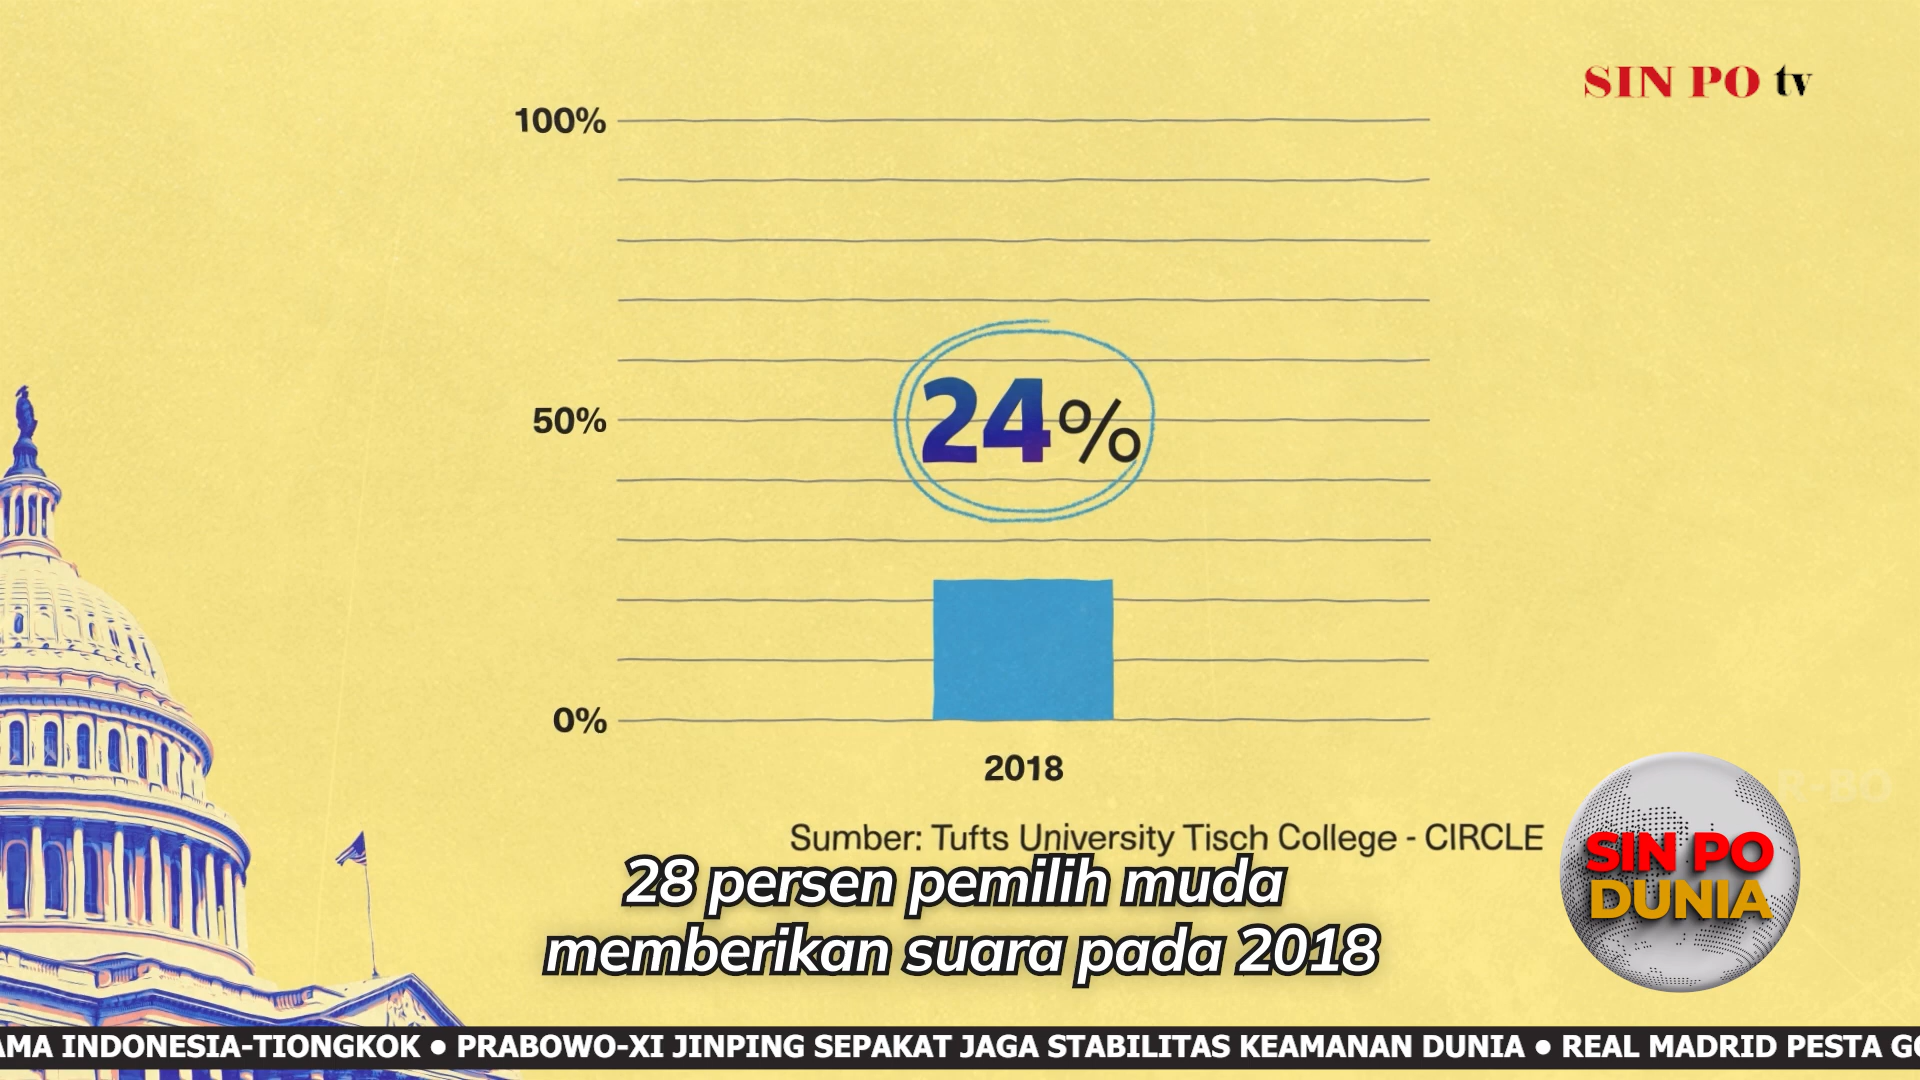 SIN PO tv
100%
50%
24%
0%
2018
Sumber: Tufts University Tisch College - CIRCLE
28 persen pemilih muda
memberikan suara pada 2018
R-BO
SIN PO
DUNIA
AMA INDONESIA-TIONGKOK • PRABOWO-XI JINPING SEPAKAT JAGA STABILITAS KEAMANAN DUNIA • REAL MADRID PESTA GO